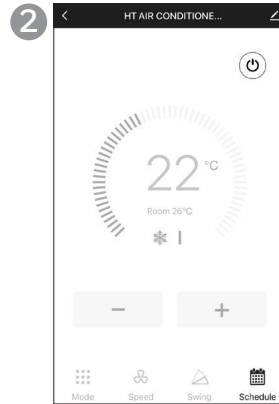 2
HT AIR CONDITIONE...
22 °C
Room 26°C
− +
Mode Speed Swing Schedule